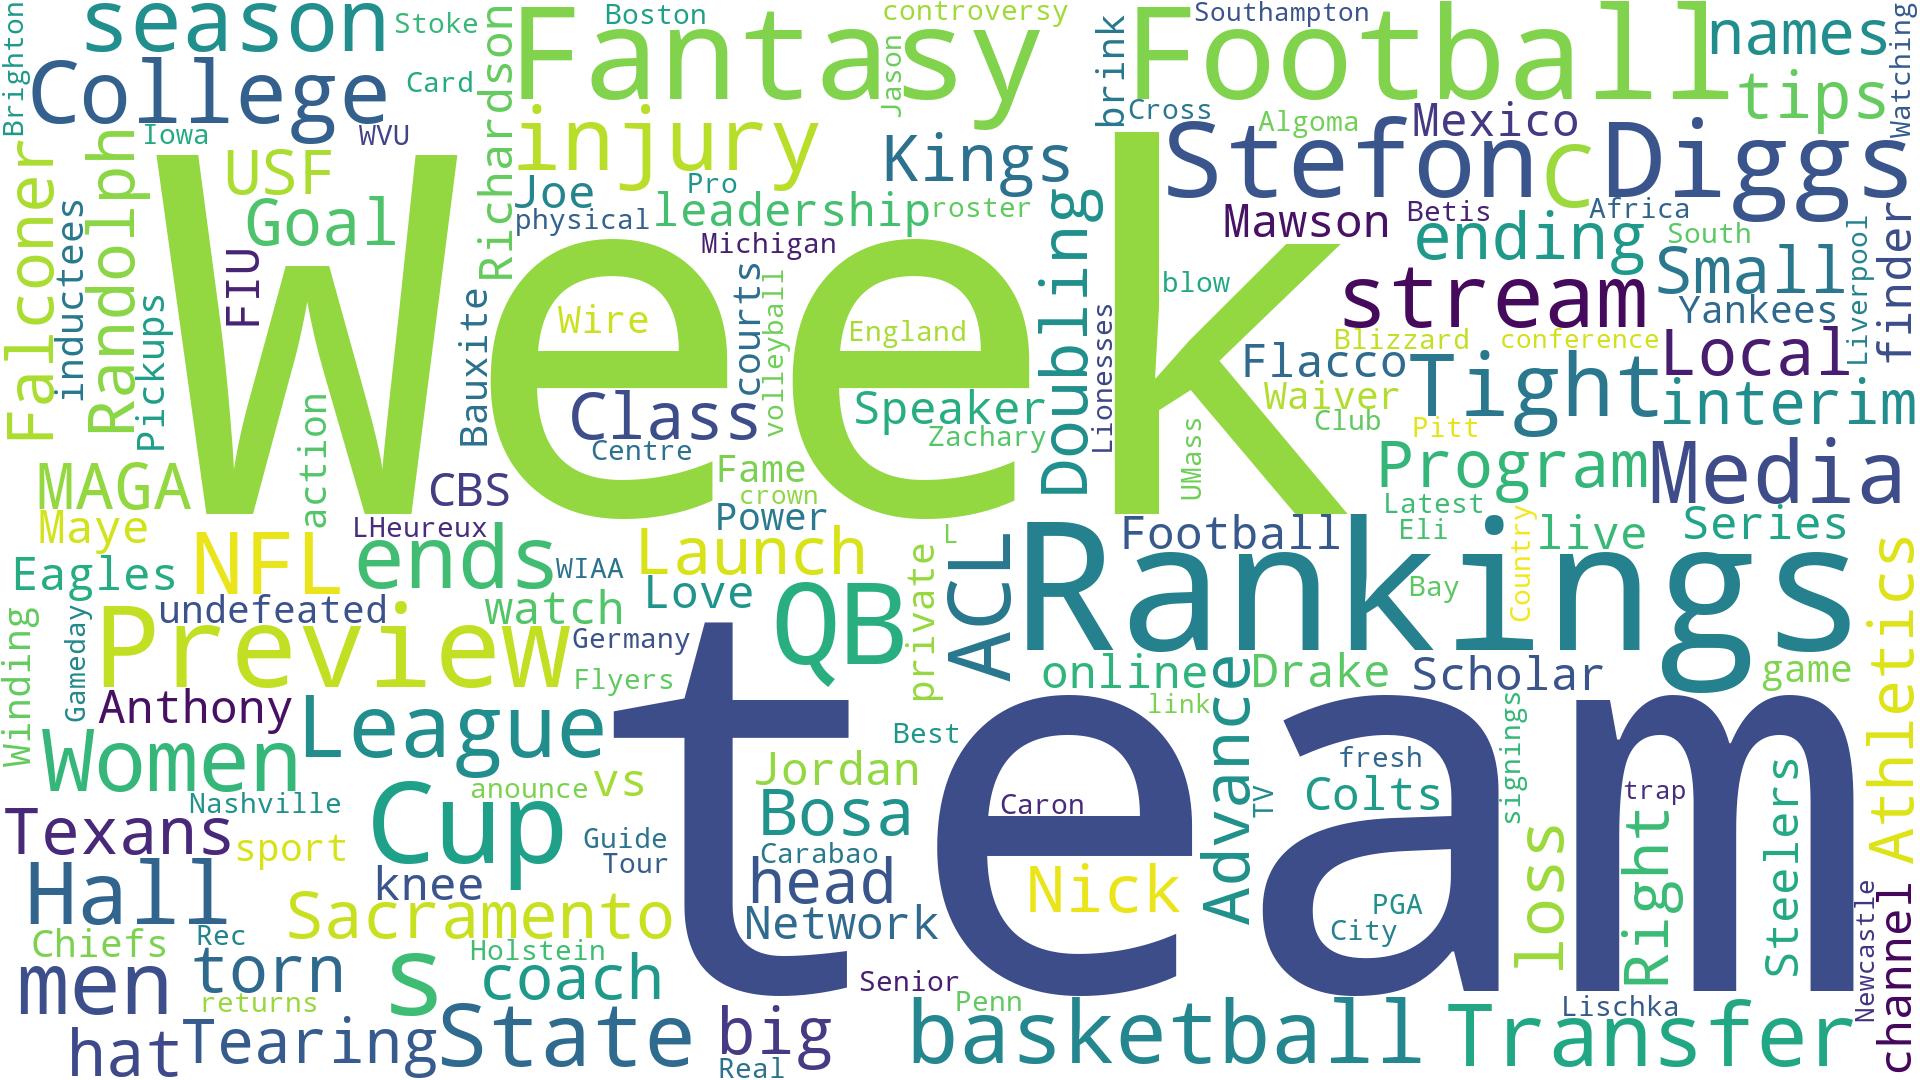 season
Stoke
Fantasy
Boston
controversy
Football
Southampton
names
Watching
Brighton
College
Card
Richardson
Jason
brink
Cross
Algoma
Mexico
tips
Iowa
WVU
injury
Kings
Stefon
C
Diggs
Falconer
Randolph
USF
Joe
Pro
physical
leadership
roster
Goal
Michigan
Mawson
Betis
Africa
ending
South
inductees
FIU
Week
Doubling
blow
stream
Small
Yankees
Liverpool
finder
Pickups
Bauxite
Wire
courts
volleyball
England
Lionesses
Blizzard
conference
Flacco
Tight
Local
action
Class
Speaker
Waiver
Club
Pitt
interim
Centre
Zachary
UMass
MAGA
CBS
Fame
crown
Power
Program
Media
Maye
LHeureux
Latest
Football
Eli
live
Series
Eagles
NFL
ends
WIAA
Launch
L
ACL
Rankings
Bay
Country
Athletics
undefeated
watch
Love
QB
private
Winding
Gameday
Preview
Germany
Flyers
online
Drake
Scholar
game
Anthony
League
team
link
Advance
signings
Women
Best
fresh
Nashville
anounce
vs
Jordan
Caron
TV
Colts
trap
Steelers
Texans
sport
Cup
Guide
Tour
Bosa
Carabao
Hall
knee
head
Nick
PGA
City
loss
Right
Newcastle
channel
Chiefs
Rec
Sacramento
Network
Holstein
men
torn
s
coach
Senior
returns
Penn
Lischka
hat
Tearing
State
big
Real
basketball
Transfer